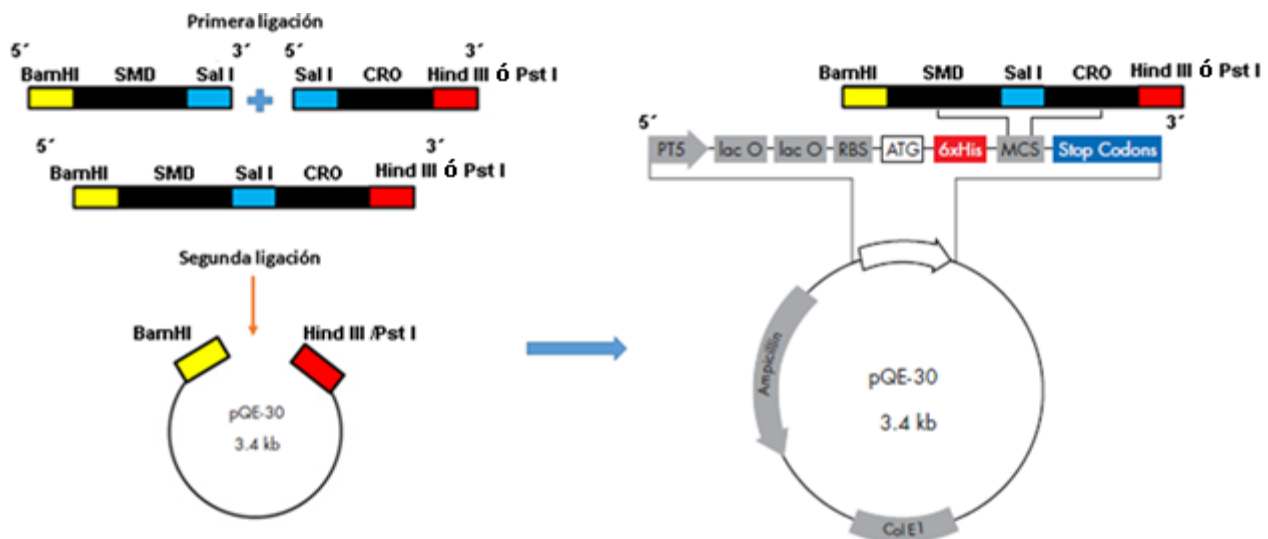 Primera ligación
5´ 3´ 5´ 3´
BamHI SMD Sal I Sal I CRO Hind III ó Pst I
5´ 3´
BamHI SMD Sal I CRO Hind III ó Pst I
Segunda ligación
BamHI Hind III /Pst I
pQE-30
3.4 kb
BamHI SMD Sal I CRO Hind III ó Pst I
5´ 3´
PT5 lac O lac O RBS ATG 6xHis MCS Stop Codons
Ampicillin
pQE-30
3.4 kb
Col E1